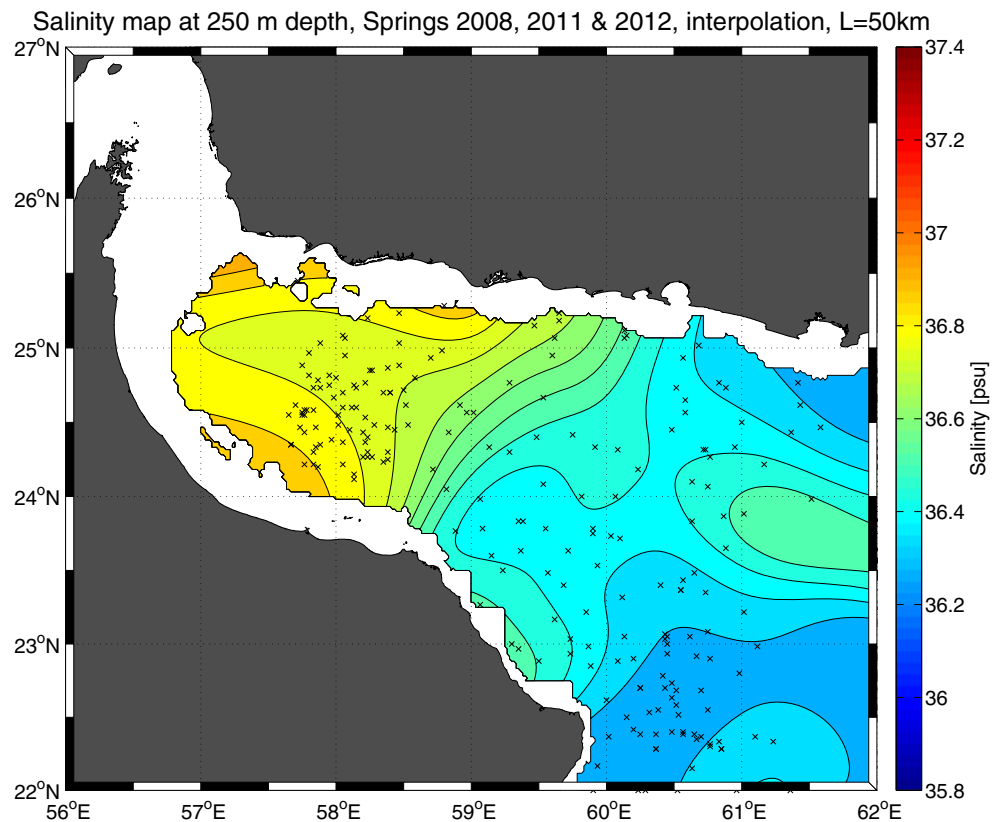 Salinity map at 250 m depth, Springs 2008, 2011 & 2012, interpolation, L=50km
27°N
26°N
25°N
24°N
23°N
22°N
56°E 57°E 58°E 59°E 60°E 61°E 62°E
37.4
37.2
37
36.8
36.6
36.4
36.2
36
35.8
Salinity [psu]